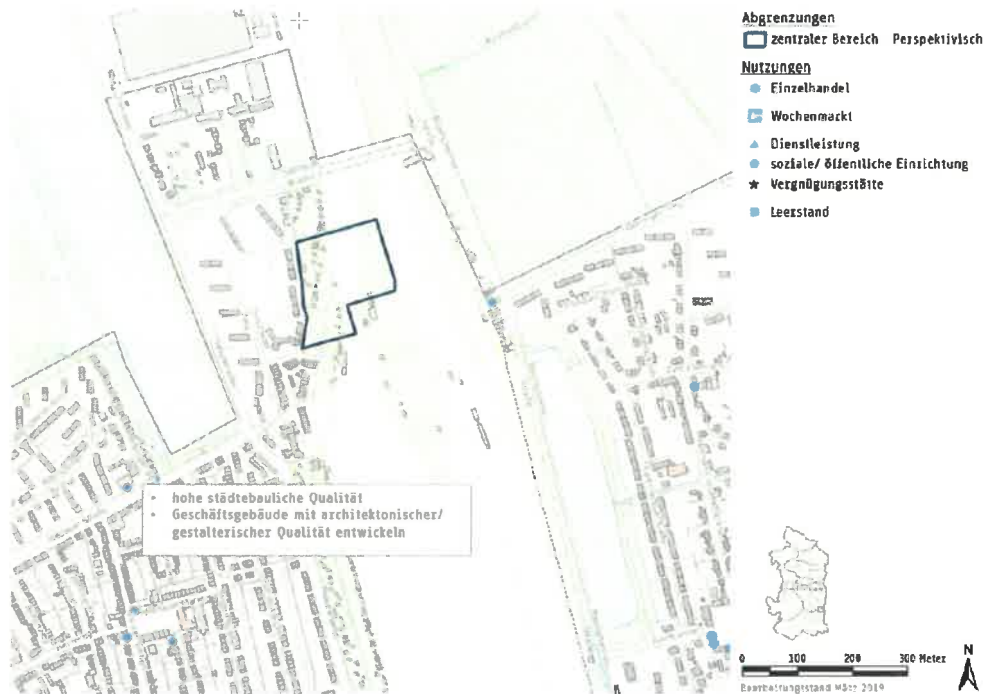 Abgrenzungen
zentraler Bereich Perspektivisch
Nutzungen
Einzelhandel
Wochenmarkt
Dienstleistung
soziale/ öffentliche Einrichtung
Vergnügungsstätte
Leerstand
hohe städtebauliche Qualität
Geschäftsgebäude mit architektonischer/
gestalterischer Qualität entwickeln
N
0 100 200 300 Meter
Bearbeitungsstand März 2019